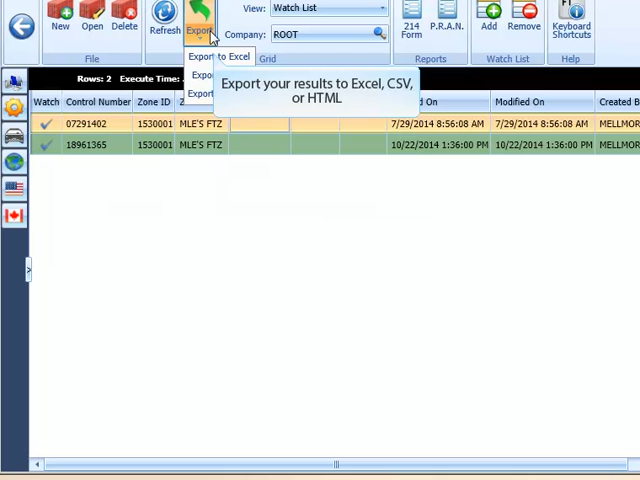 New Open Delete Refresh Export
File
View: Watch List
Company: ROOT
Grid
214 Form P.R.A.N.
Reports
Add Remove
Watch List
Keyboard Shortcuts
Help
Export to Excel
Expo
Export
Export your results to Excel, CSV,
or HTML
Rows: 2 Execute Time:
Watch Control Number Zone ID Z On Modified On Created B
07291402 1530001 MLE'S FTZ 7/29/2014 8:56:08 AM 7/29/2014 8:56:08 AM MELLMOR
18961365 1530001 MLE'S FTZ 10/22/2014 1:36:00 PM 10/22/2014 1:36:00 PM MELLMOR